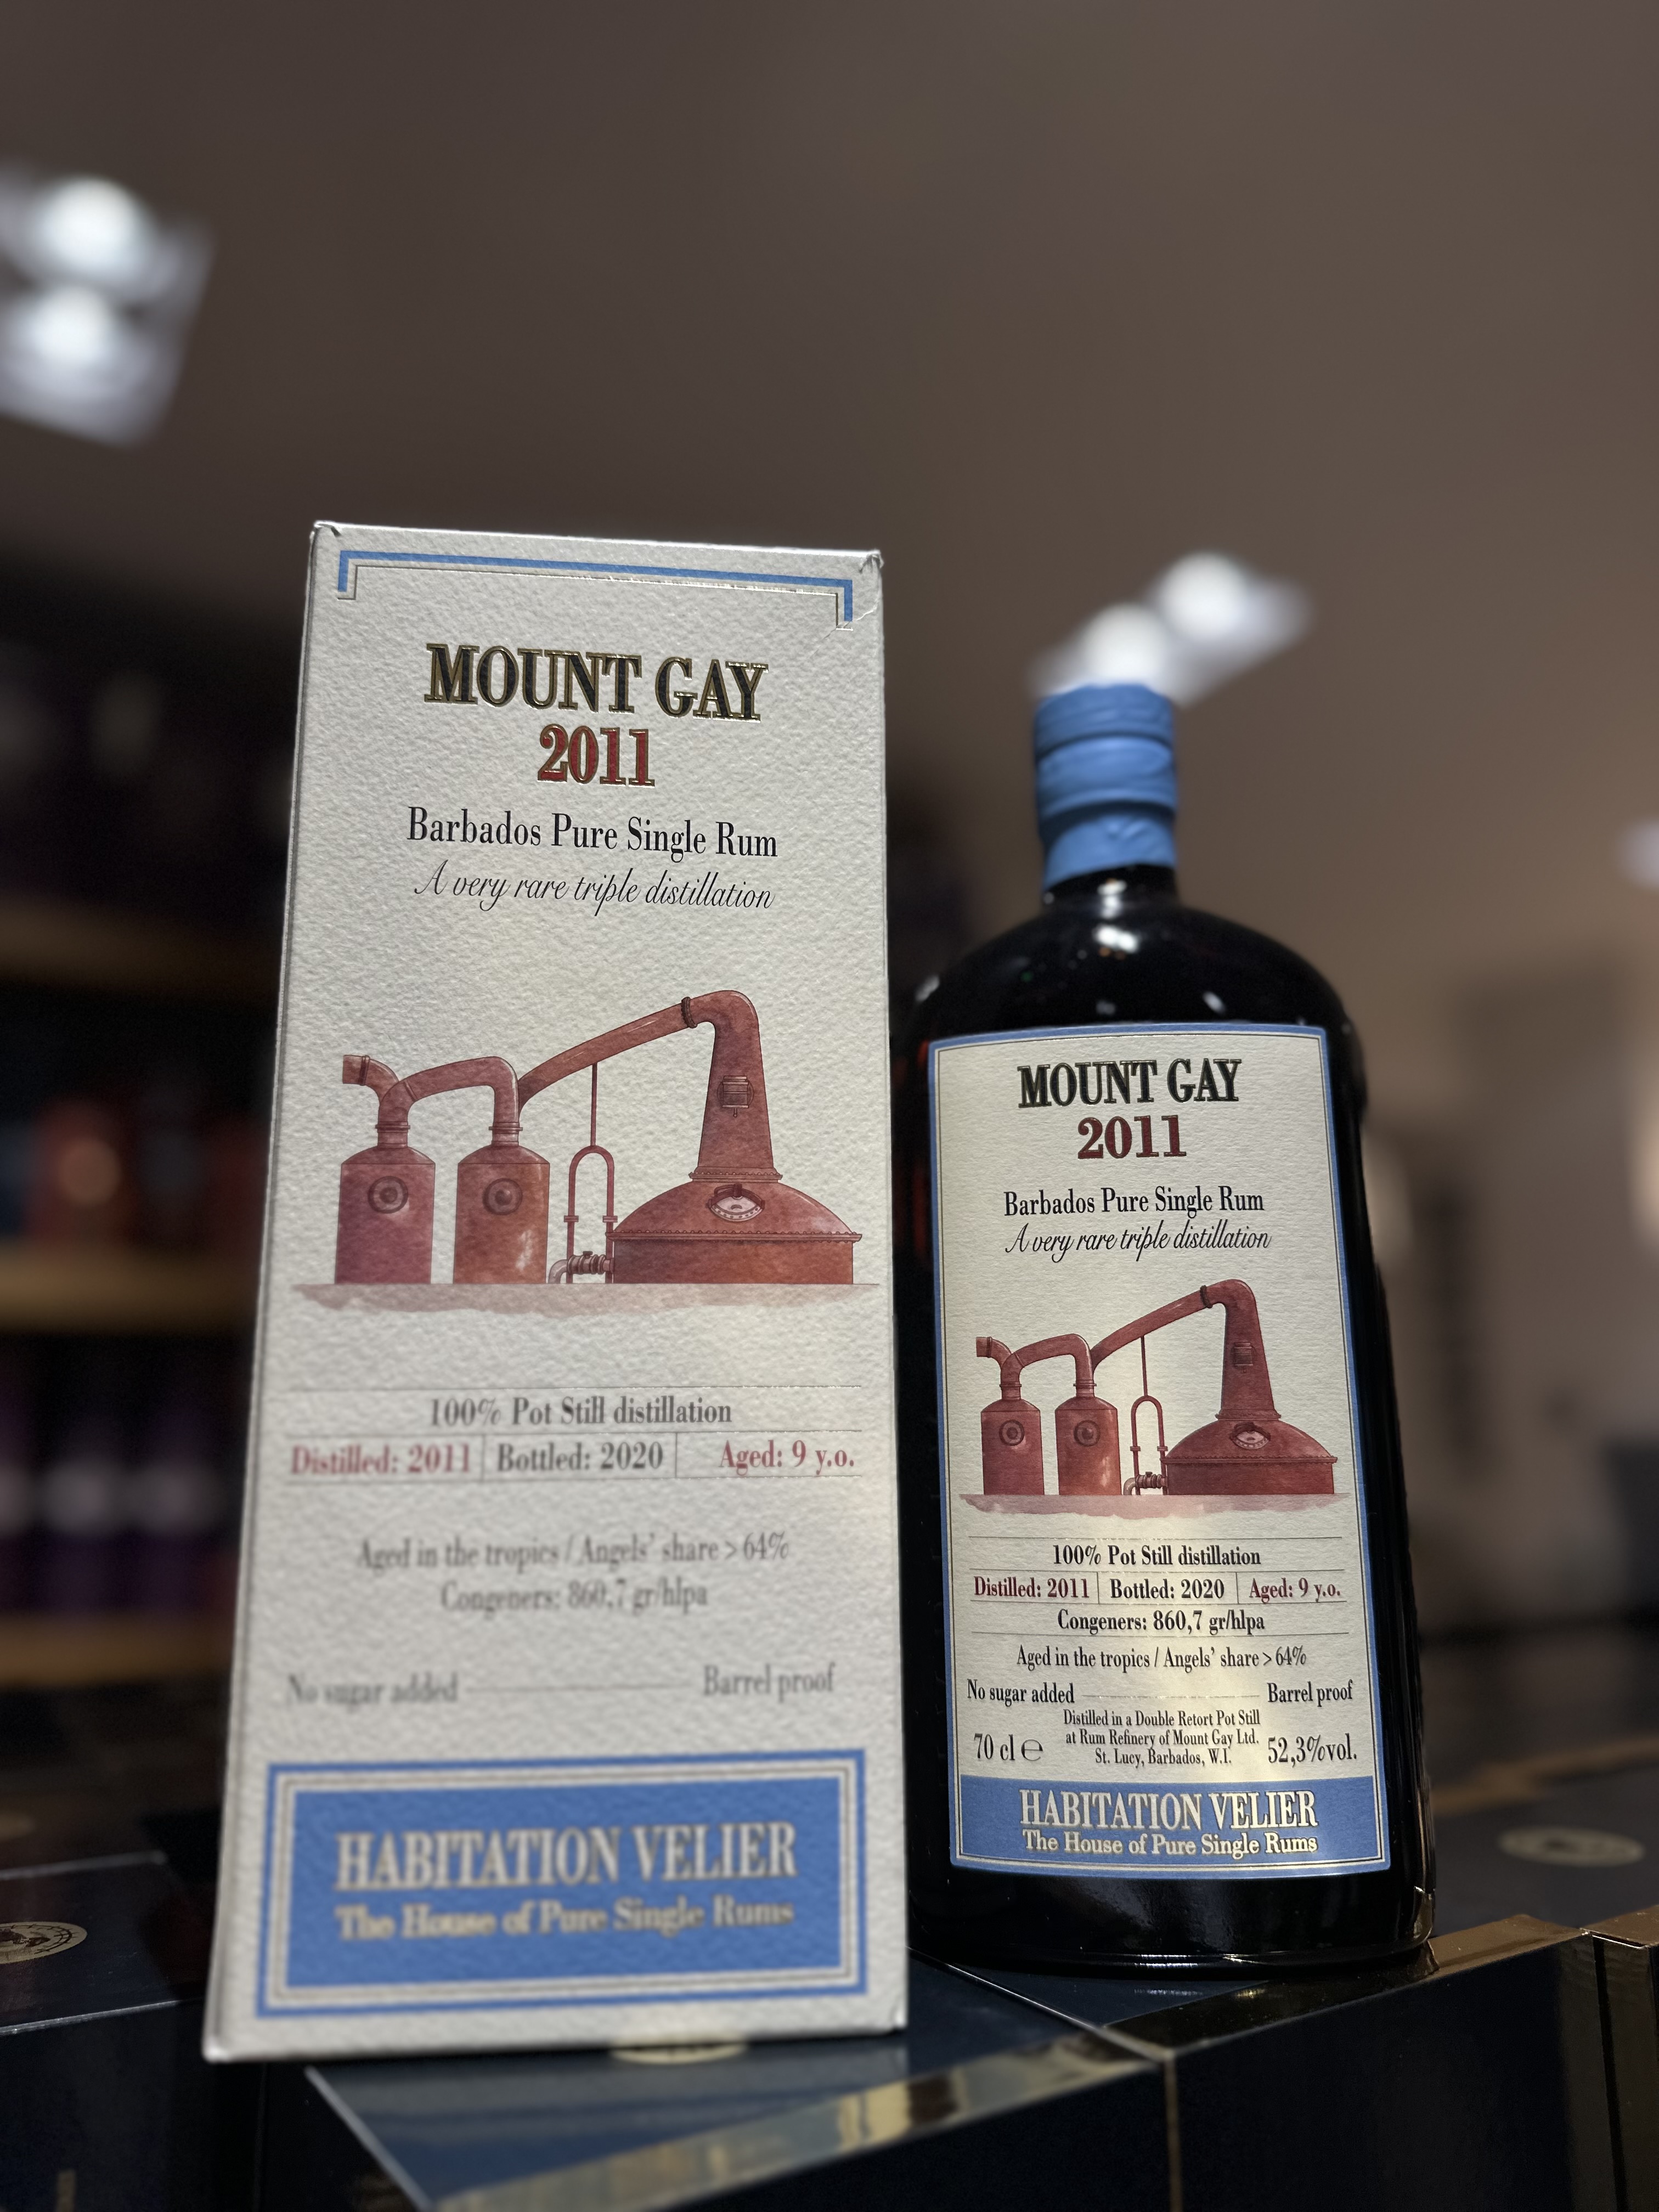 MOUNT GAY
2011
Barbados Pure Single Rum
A very rare triple distillation
100% Pot Still distillation
Distilled: 2011 Bottled: 2020 Aged: 9 y.o.
Aged in the tropics / Angels' share > 64%
Congeners: 860,7 gr/hlpa
No sugar added Barrel proof
HABITATION VELIER
The House of Pure Single Rums
MOUNT GAY
2011
Barbados Pure Single Rum
A very rare triple distillation
100% Pot Still distillation
Distilled: 2011 Bottled: 2020 Aged: 9 y.o.
Congeners: 860,7 gr/hlpa
Aged in the tropics / Angels' share > 64%
No sugar added Barrel proof
Distilled in a Double Retort Pot Still
at Rum Refinery of Mount Gay Ltd.
St. Lucy, Barbados, W.I.
70 cl ℮ 52,3%vol.
HABITATION VELIER
The House of Pure Single Rums